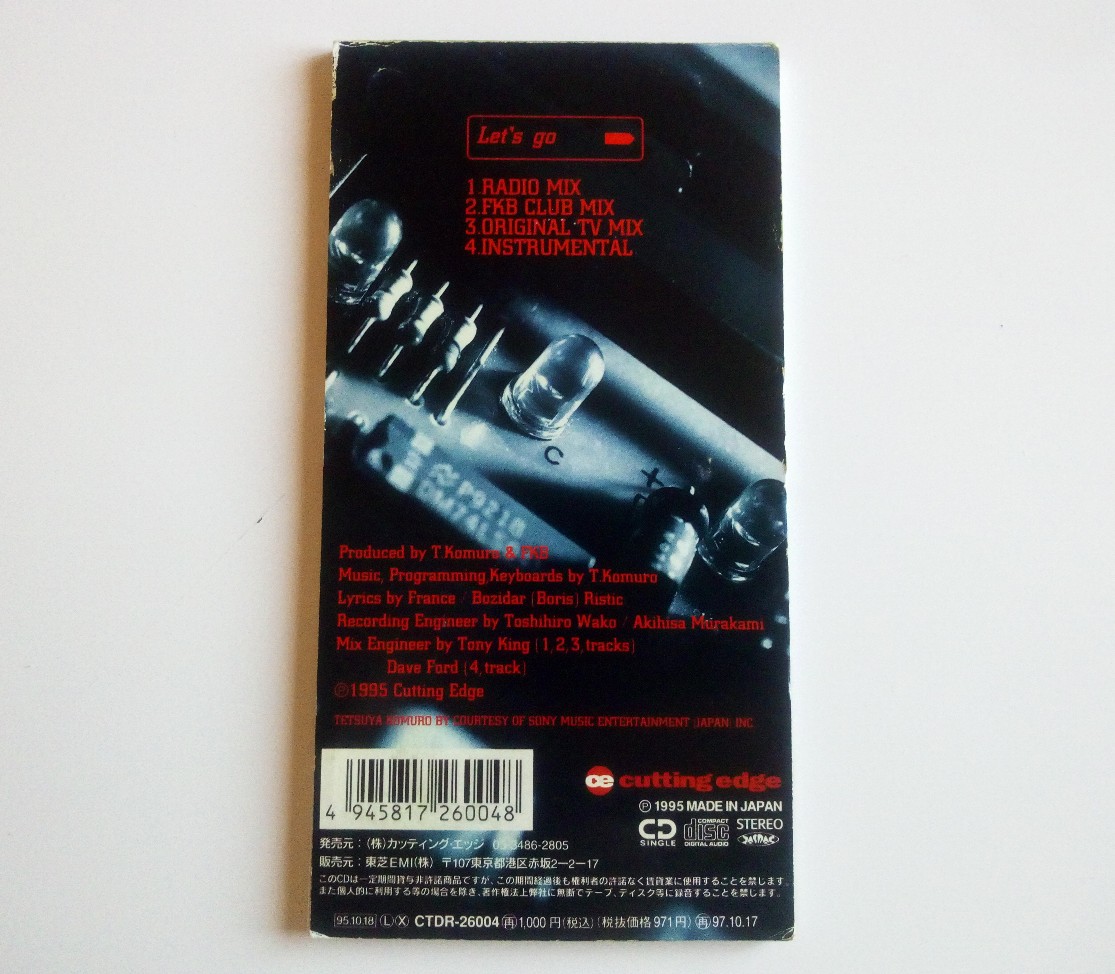 Let's go
1.RADIO MIX
2.FKB CLUB MIX
3.ORIGINAL TV MIX
4.INSTRUMENTAL
C
+
P9218
DM74L
Produced by T.Komuro & FKB
Music, Programming,Keyboards by T.Komuro
Lyrics by France / Bozidar (Boris) Ristic
Recording Engineer by Toshihiro Wako / Akihisa Murakami
Mix Engineer by Tony King (1,2,3,tracks)
Dave Ford (4,track)
Ⓟ1995 Cutting Edge
TETSUYA KOMURO BY COURTESY OF SONY MUSIC ENTERTAINMENT (JAPAN) INC.
ce cutting edge
4 945817 260048
Ⓟ 1995 MADE IN JAPAN
CD SINGLE
COMPACT disc DIGITAL AUDIO
STEREO
発売元：(株)カッティング・エッジ 03-3486-2805
販売元：東芝EMI(株) 〒107東京都港区赤坂2-2-17
このCDは一定期間貸与非許諾商品ですが、この期間経過後も権利者の許諾なく賃貸業に使用することを禁じます。
また個人的に利用する等の場合を除き、著作権法上弊社に無断でテープ、ディスク等に録音することを禁じます。
95.10.18 Ⓛ Ⓧ CTDR-26004 ㊄1,000円(税込) (税抜価格971円) 97.10.17